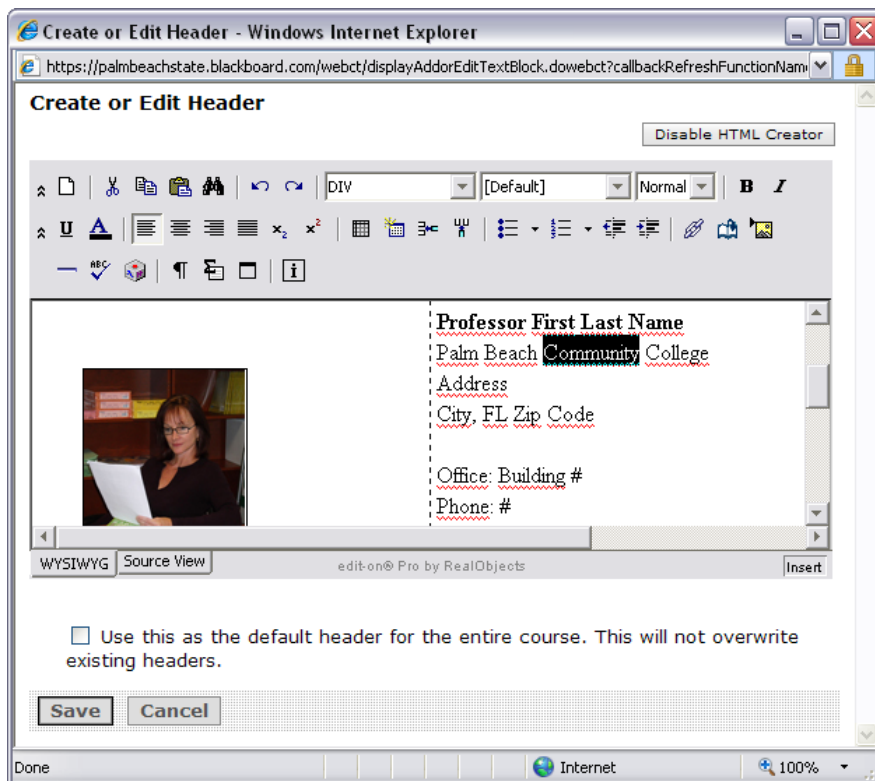 Create or Edit Header - Windows Internet Explorer
https://palmbeachstate.blackboard.com/webct/displayAddorEditTextBlock.dowebct?callbackRefreshFunctionNam
Create or Edit Header
Disable HTML Creator
DIV [Default] Normal B I
U A x₂ x²
ABC ¶ i
Professor First Last Name
Palm Beach Community College
Address
City, FL Zip Code
Office: Building #
Phone: #
WYSIWYG Source View edit-on® Pro by RealObjects Insert
Use this as the default header for the entire course. This will not overwrite
existing headers.
Save Cancel
Done Internet 100%